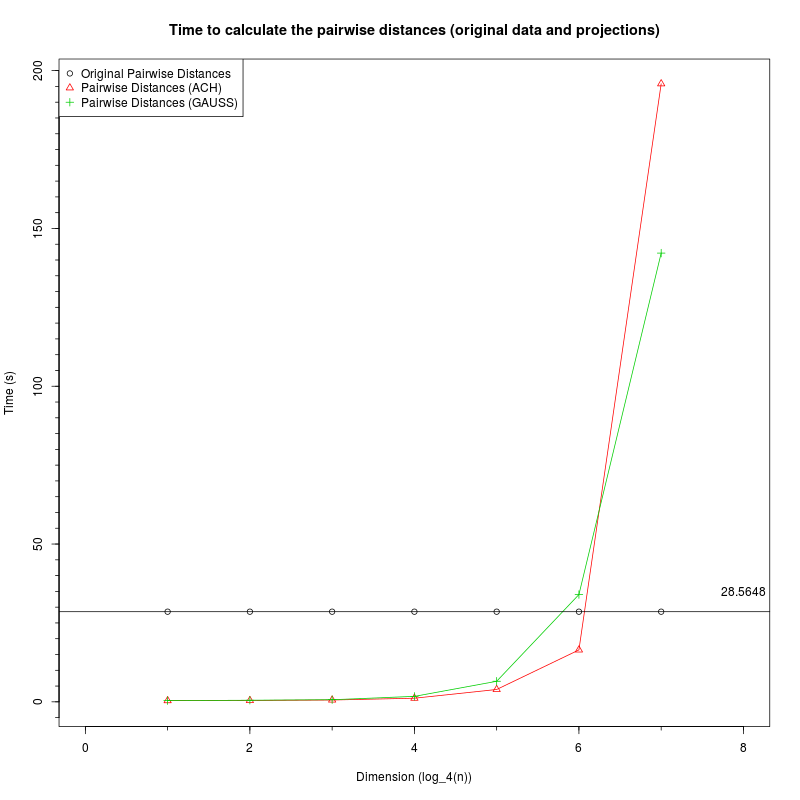 Time to calculate the pairwise distances (original data and projections)
Original Pairwise Distances
Pairwise Distances (ACH)
Pairwise Distances (GAUSS)
200
150
100
50
0
Time (s)
28.5648
0 2 4 6 8
Dimension (log_4(n))